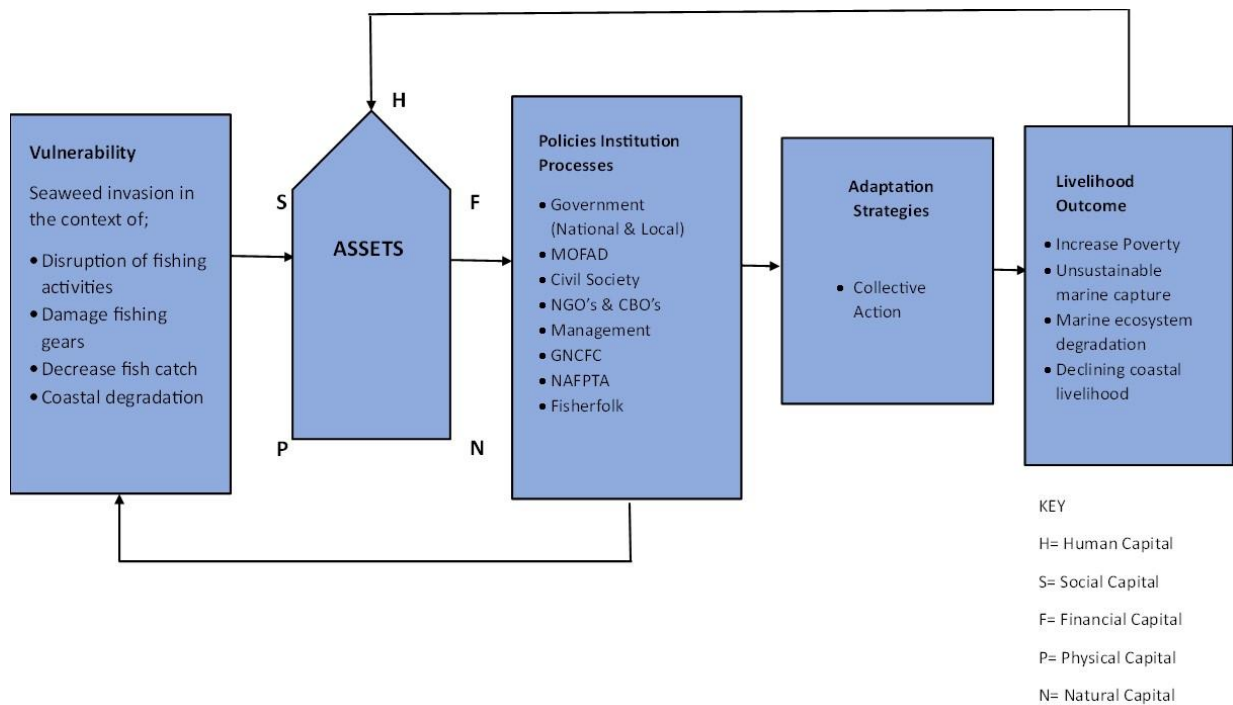 Vulnerability
Seaweed invasion in
the context of;
• Disruption of fishing
activities
• Damage fishing
gears
• Decrease fish catch
• Coastal degradation
H
S
F
ASSETS
P
N
Policies Institution
Processes
• Government
(National & Local)
• MOFAD
• Civil Society
• NGO’s & CBO’s
• Management
• GNCFC
• NAFPTA
• Fisherfolk
Adaptation
Strategies
• Collective
Action
Livelihood
Outcome
• Increase Poverty
• Unsustainable
marine capture
• Marine ecosystem
degradation
• Declining coastal
livelihood
KEY
H= Human Capital
S= Social Capital
F= Financial Capital
P= Physical Capital
N= Natural Capital